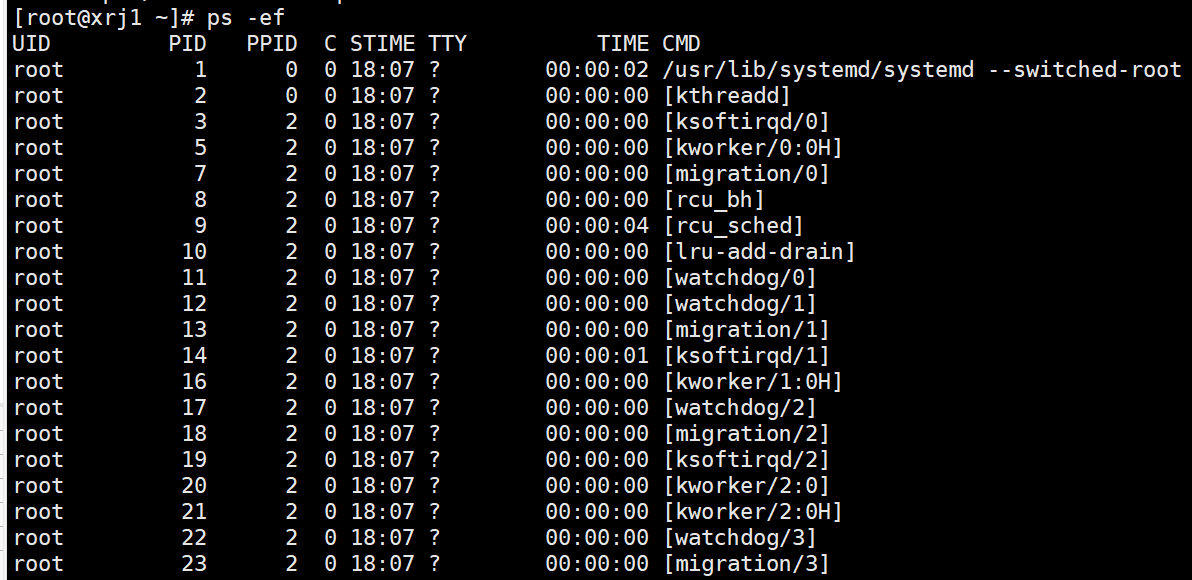 [root@xrj1 ~]# ps -ef
UID         PID   PPID  C STIME TTY          TIME CMD
root          1      0  0 18:07 ?        00:00:02 /usr/lib/systemd/systemd --switched-root
root          2      0  0 18:07 ?        00:00:00 [kthreadd]
root          3      2  0 18:07 ?        00:00:00 [ksoftirqd/0]
root          5      2  0 18:07 ?        00:00:00 [kworker/0:0H]
root          7      2  0 18:07 ?        00:00:00 [migration/0]
root          8      2  0 18:07 ?        00:00:00 [rcu_bh]
root          9      2  0 18:07 ?        00:00:04 [rcu_sched]
root         10      2  0 18:07 ?        00:00:00 [lru-add-drain]
root         11      2  0 18:07 ?        00:00:00 [watchdog/0]
root         12      2  0 18:07 ?        00:00:00 [watchdog/1]
root         13      2  0 18:07 ?        00:00:00 [migration/1]
root         14      2  0 18:07 ?        00:00:01 [ksoftirqd/1]
root         16      2  0 18:07 ?        00:00:00 [kworker/1:0H]
root         17      2  0 18:07 ?        00:00:00 [watchdog/2]
root         18      2  0 18:07 ?        00:00:00 [migration/2]
root         19      2  0 18:07 ?        00:00:00 [ksoftirqd/2]
root         20      2  0 18:07 ?        00:00:00 [kworker/2:0]
root         21      2  0 18:07 ?        00:00:00 [kworker/2:0H]
root         22      2  0 18:07 ?        00:00:00 [watchdog/3]
root         23      2  0 18:07 ?        00:00:00 [migration/3]